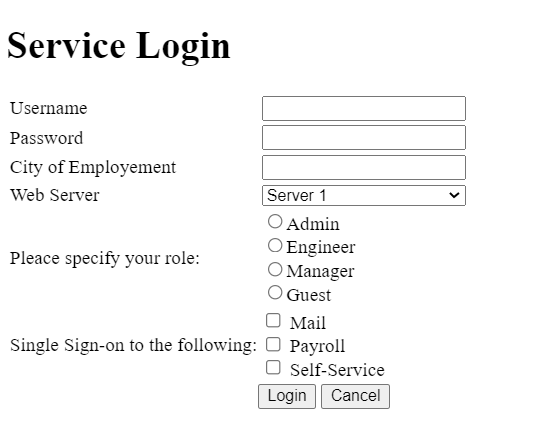 Service Login
Username
Password
City of Employement
Web Server Server 1
Admin
Engineer
Pleace specify your role:
Manager
Guest
Mail
Single Sign-on to the following: Payroll
Self-Service
Login Cancel